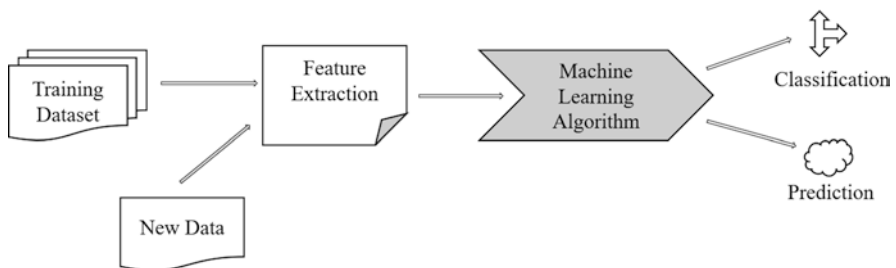 Training
Dataset
Feature
Extraction
Machine
Learning
Algorithm
Classification
Prediction
New Data